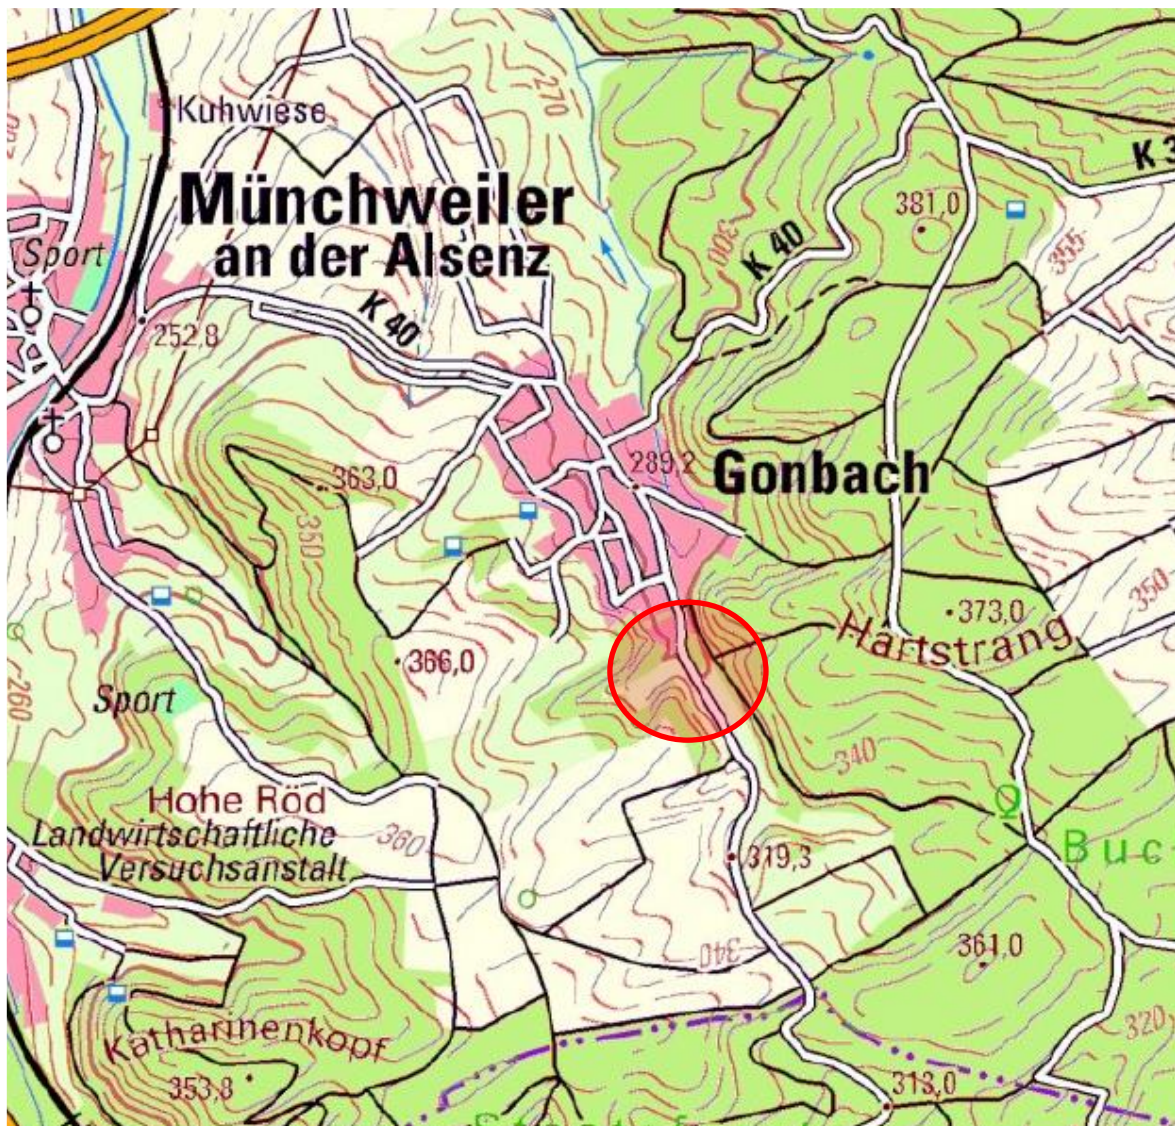 270
Kuhwiese
K 3
Münchweiler
381,0
300
an der Alsenz
K 40
355
Sport
K 40
252,8
289,2
Gonbach
363,0
350
350
373,0
Hartstrang
366,0
260
Sport
340
Hohe Röd
Landwirtschaftliche
360
Buc
Versuchsanstalt
319,3
340
361,0
Katharinenkopf
320
353,8
313,0